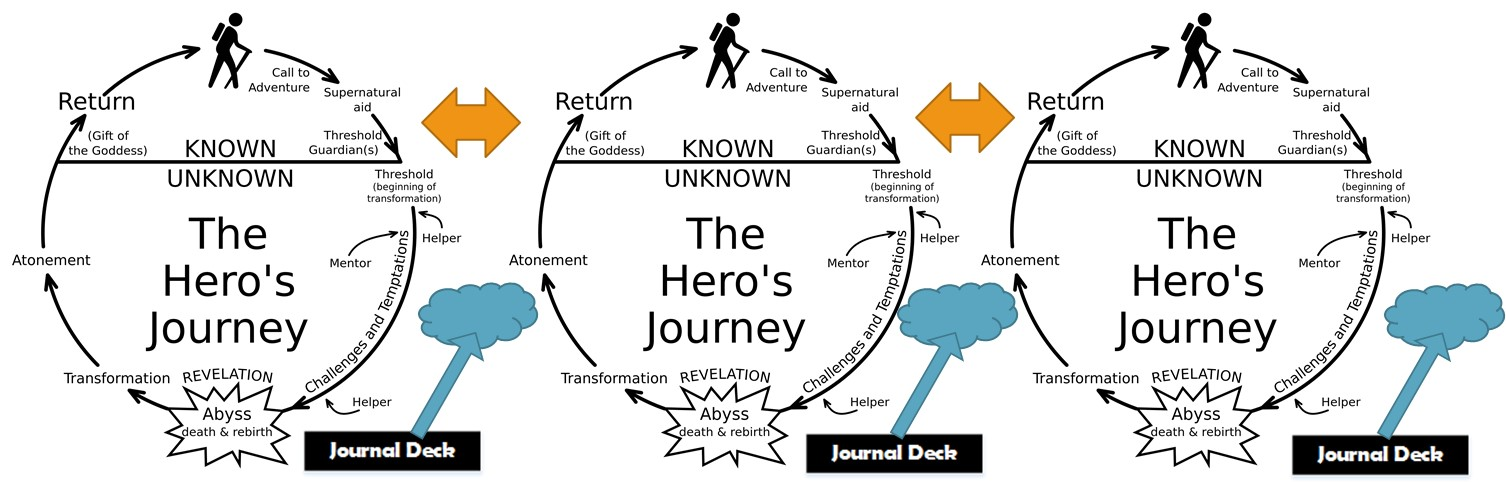 Call to
Adventure
Supernatural
aid
Return
(Gift of
the Goddess)
Threshold
Guardian(s)
KNOWN
UNKNOWN
Threshold
(beginning of
transformation)
Helper
Mentor
The
Hero's
Journey
Atonement
Challenges and Temptations
Transformation
REVELATION
Abyss
death & rebirth
Helper
Journal Deck
Call to
Adventure
Supernatural
aid
Return
(Gift of
the Goddess)
Threshold
Guardian(s)
KNOWN
UNKNOWN
Threshold
(beginning of
transformation)
Helper
Mentor
The
Hero's
Journey
Atonement
Challenges and Temptations
Transformation
REVELATION
Abyss
death & rebirth
Helper
Journal Deck
Call to
Adventure
Supernatural
aid
Return
(Gift of
the Goddess)
Threshold
Guardian(s)
KNOWN
UNKNOWN
Threshold
(beginning of
transformation)
Helper
Mentor
The
Hero's
Journey
Atonement
Challenges and Temptations
Transformation
REVELATION
Abyss
death & rebirth
Helper
Journal Deck